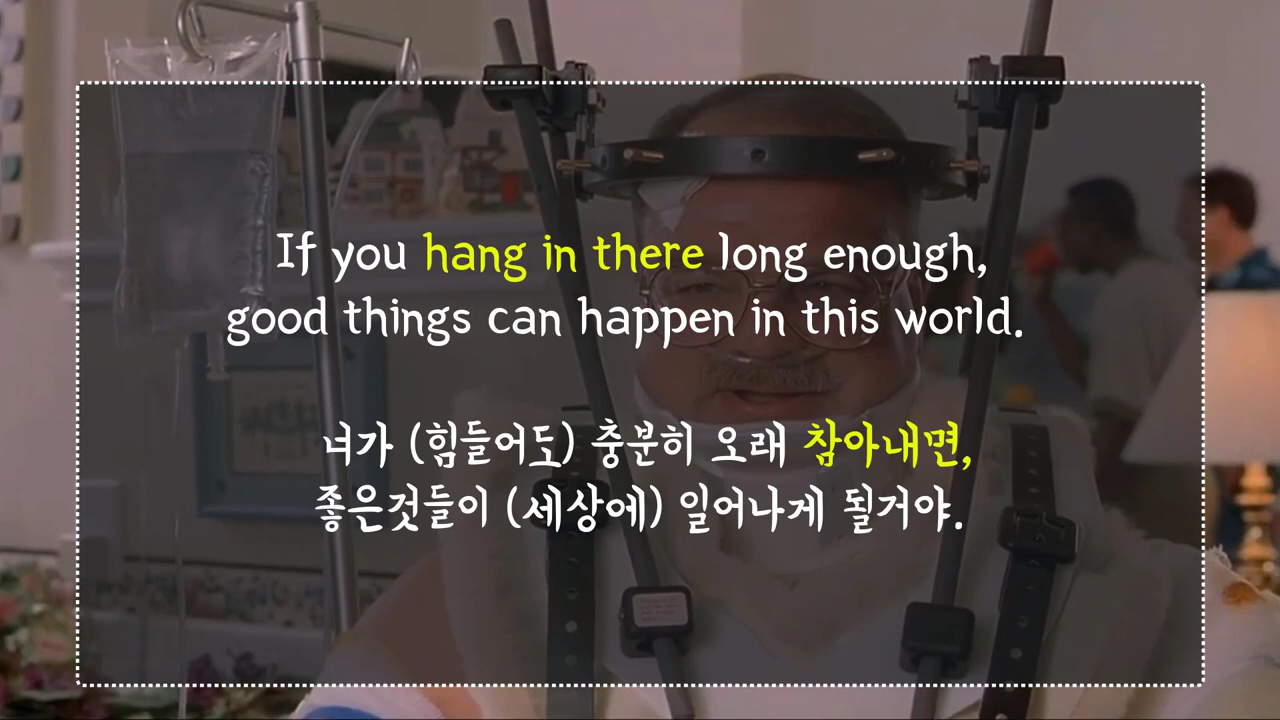 If you hang in there long enough,
good things can happen in this world.
너가 (힘들어도) 충분히 오래 참아내면,
좋은것들이 (세상에) 일어나게 될거야.